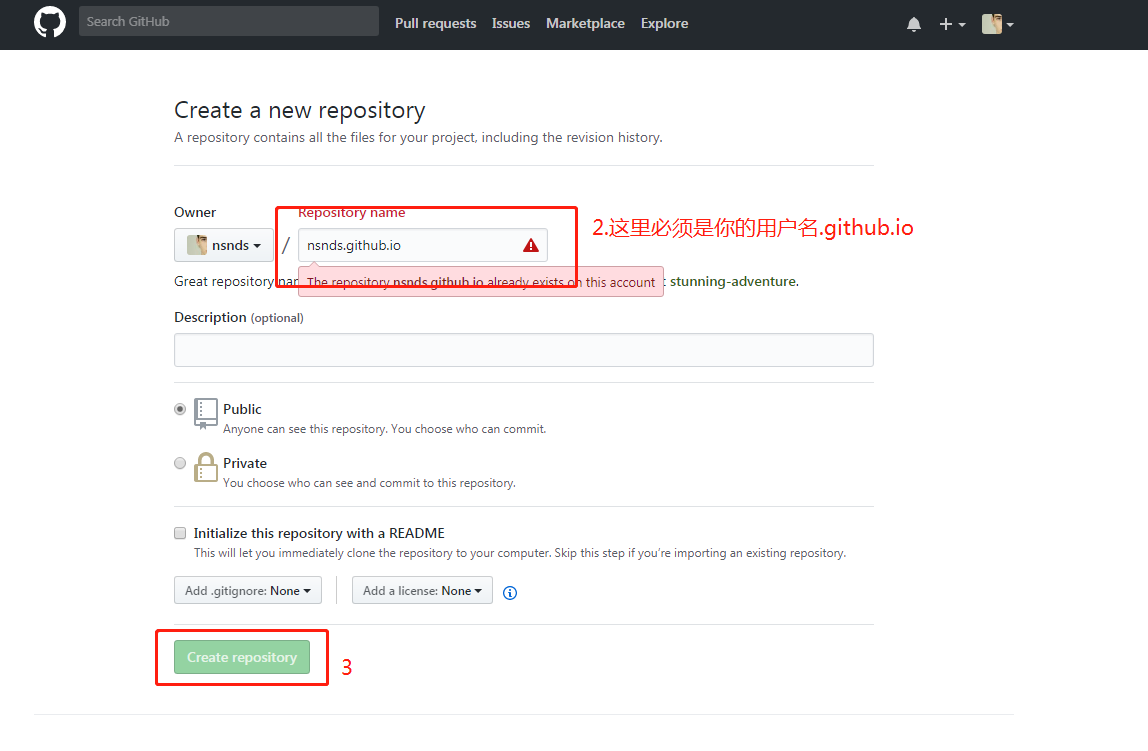 Search GitHub Pull requests Issues Marketplace Explore
Create a new repository
A repository contains all the files for your project, including the revision history.
Owner Repository name
nsnds / nsnds.github.io
2.这里必须是你的用户名.github.io
Great repository nar t stunning-adventure.
The repository nsnds.github.io already exists on this account
Description (optional)
Public
Anyone can see this repository. You choose who can commit.
Private
You choose who can see and commit to this repository.
Initialize this repository with a README
This will let you immediately clone the repository to your computer. Skip this step if you’re importing an existing repository.
Add .gitignore: None Add a license: None
Create repository 3